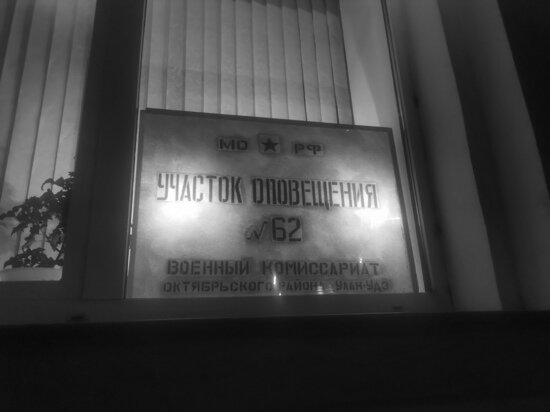 МО ★ РФ
УЧАСТОК ОПОВЕЩЕНИЯ
№ 62
ВОЕННЫЙ КОМИССАРИАТ
ОКТЯБРЬСКОГО РАЙОНА УЛАН-УДЭ